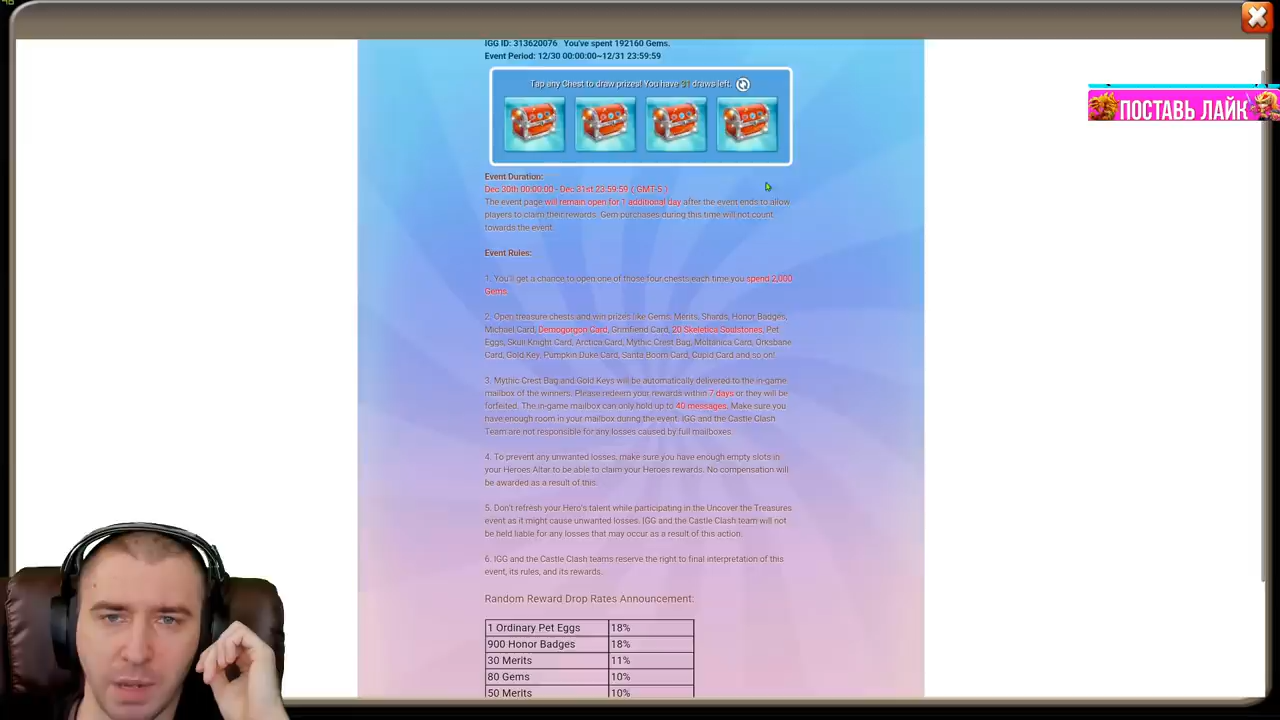 IGG ID: 313620076 You've spent 192160 Gems.
Event Period: 12/30 00:00:00~12/31 23:59:59
Tap any Chest to draw prizes! You have draws left.
ПОСТАВЬ ЛАЙК
Event Duration:
Dec 30th 00:00:00 - Dec 31st 23:59:59 ( GMT-5 )
The event page will remain open for 1 additional day after the event ends to allow
players to claim their rewards. Gem purchases during this time will not count
towards the event.
Event Rules:
1. You'll get a chance to open one of those four chests each time you spend 2,000
Gems.
2. Open treasure chests and win prizes like Gems, Merits, Shards, Honor Badges,
Michael Card, Demogorgon Card, Grimfiend Card, 20 Skeletica Soulstones, Pet
Eggs, Skull Knight Card, Arctica Card, Mythic Crest Bag, Moltanica Card, Orksbane
Card, Gold Key, Pumpkin Duke Card, Santa Boom Card, Cupid Card and so on!
3. Mythic Crest Bag and Gold Keys will be automatically delivered to the in-game
mailbox of the winners. Please redeem your rewards within 7 days or they will be
forfeited. The in-game mailbox can only hold up to 40 messages. Make sure you
have enough room in your mailbox during the event. IGG and the Castle Clash
Team are not responsible for any losses caused by full mailboxes.
4. To prevent any unwanted losses, make sure you have enough empty slots in
your Heroes Altar to be able to claim your Heroes rewards. No compensation will
be awarded as a result of this.
5. Don't refresh your Hero's talent while participating in the Uncover the Treasures
event as it might cause unwanted losses. IGG and the Castle Clash team will not
be held liable for any losses that may occur as a result of this action.
6. IGG and the Castle Clash teams reserve the right to final interpretation of this
event, its rules, and its rewards.
Random Reward Drop Rates Announcement:
1 Ordinary Pet Eggs 18%
900 Honor Badges 18%
30 Merits 11%
80 Gems 10%
50 Merits 10%